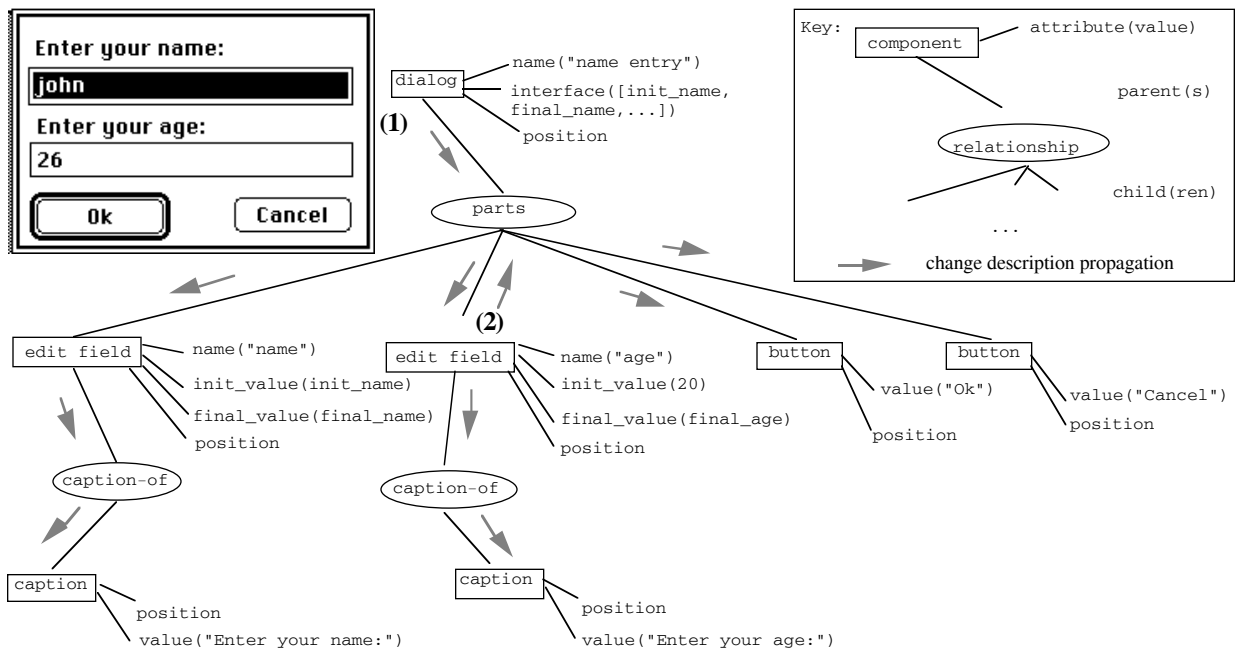 Enter your name:
john
Enter your age:
26
Ok
Cancel
dialog
name("name entry")
interface([init_name,
final_name,...])
position
(1)
parts
Key:
component
attribute(value)
parent(s)
relationship
child(ren)
...
change description propagation
(2)
edit field
name("name")
init_value(init_name)
final_value(final_name)
position
edit field
name("age")
init_value(20)
final_value(final_age)
position
button
value("Ok")
position
button
value("Cancel")
position
caption-of
caption-of
caption
position
value("Enter your name:")
caption
position
value("Enter your age:")